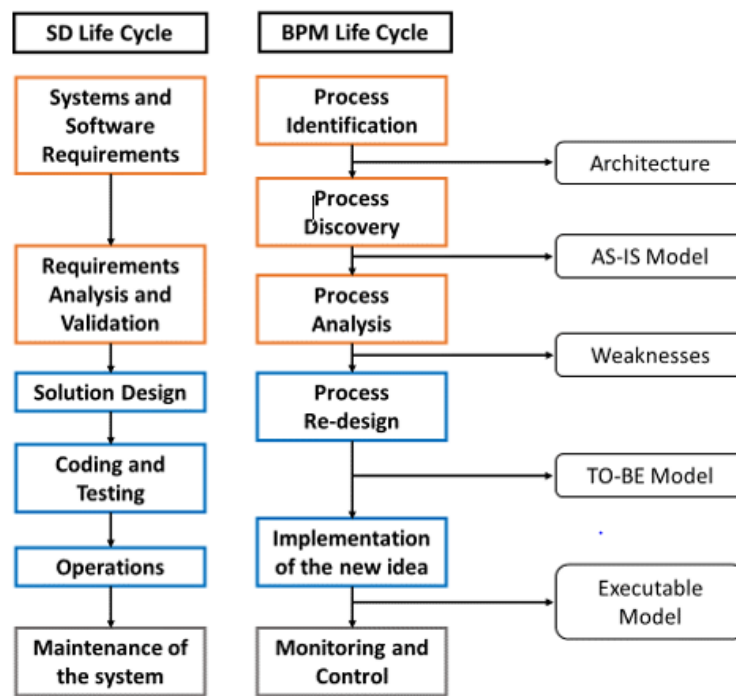 SD Life Cycle
BPM Life Cycle
Systems and
Software
Requirements
Requirements
Analysis and
Validation
Solution Design
Coding and
Testing
Operations
Maintenance of
the system
Process
Identification
Process
Discovery
Process
Analysis
Process
Re-design
Implementation
of the new idea
Monitoring and
Control
Architecture
AS-IS Model
Weaknesses
TO-BE Model
Executable
Model